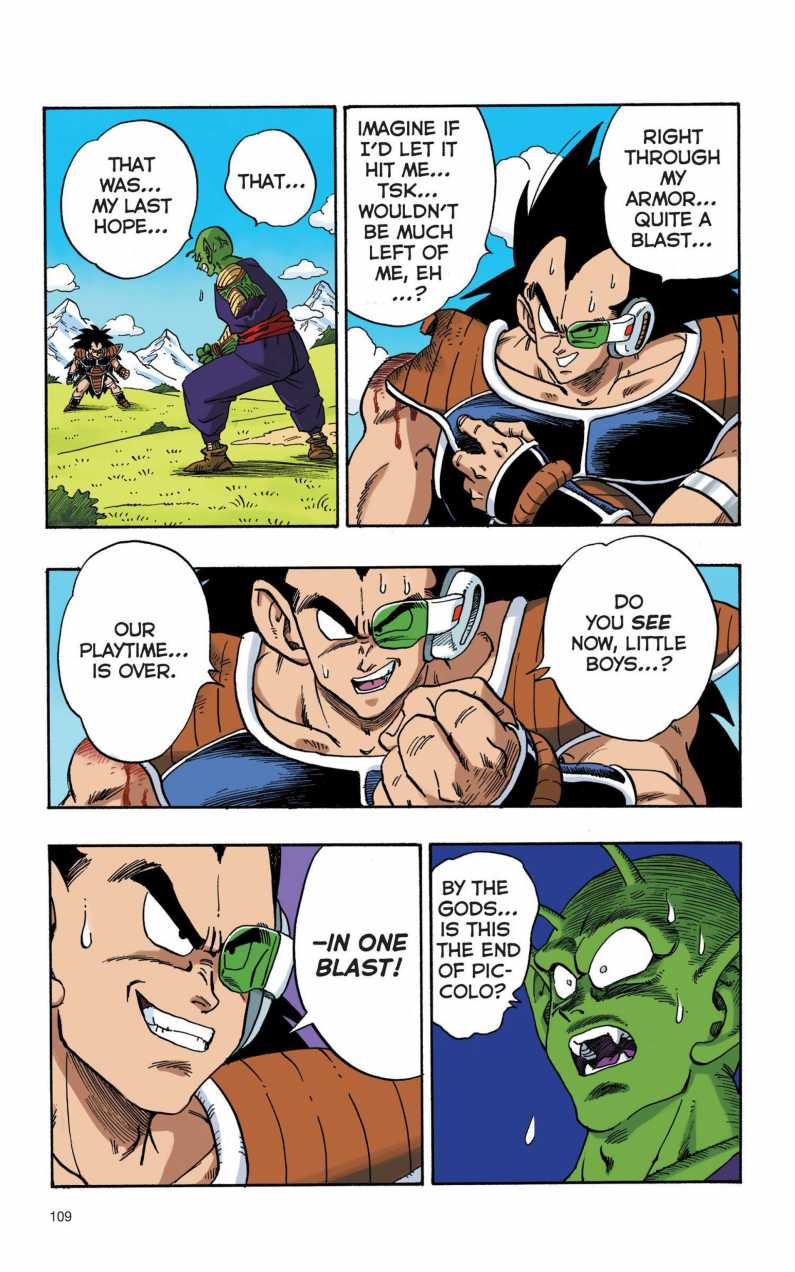 RIGHT
THROUGH
MY
ARMOR...
QUITE A
BLAST...
IMAGINE IF
I'D LET IT
HIT ME...
TSK...
WOULDN'T
BE MUCH
LEFT OF
ME, EH
...?
THAT...
THAT
WAS...
MY LAST
HOPE...
DO
YOU SEE
NOW, LITTLE
BOYS...?
OUR
PLAYTIME...
IS OVER.
BY THE
GODS...
IS THIS
THE END
OF PIC-
COLO?
–IN ONE
BLAST!
109